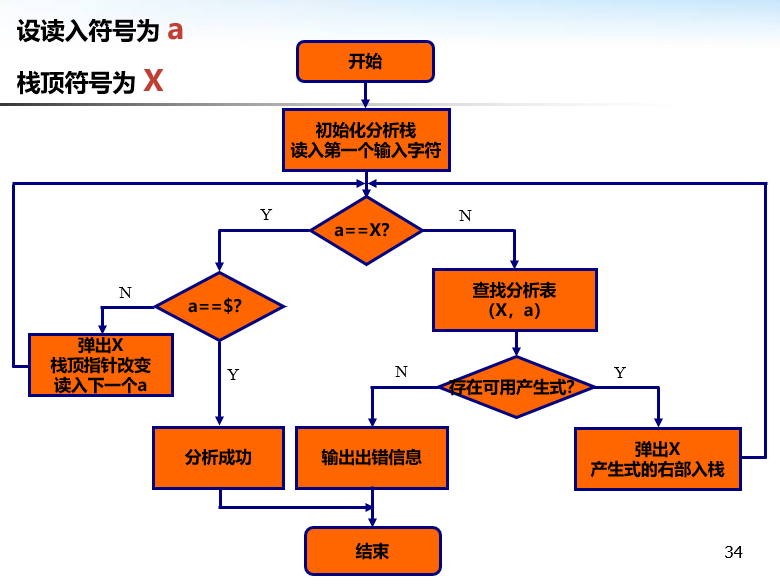 设读入符号为 a
栈顶符号为 X
开始
初始化分析栈
读入第一个输入字符
a==X?
Y
N
a==$?
N
Y
弹出X
栈顶指针改变
读入下一个a
查找分析表
（X，a）
存在可用产生式?
N
Y
分析成功
输出出错信息
弹出X
产生式的右部入栈
结束
34